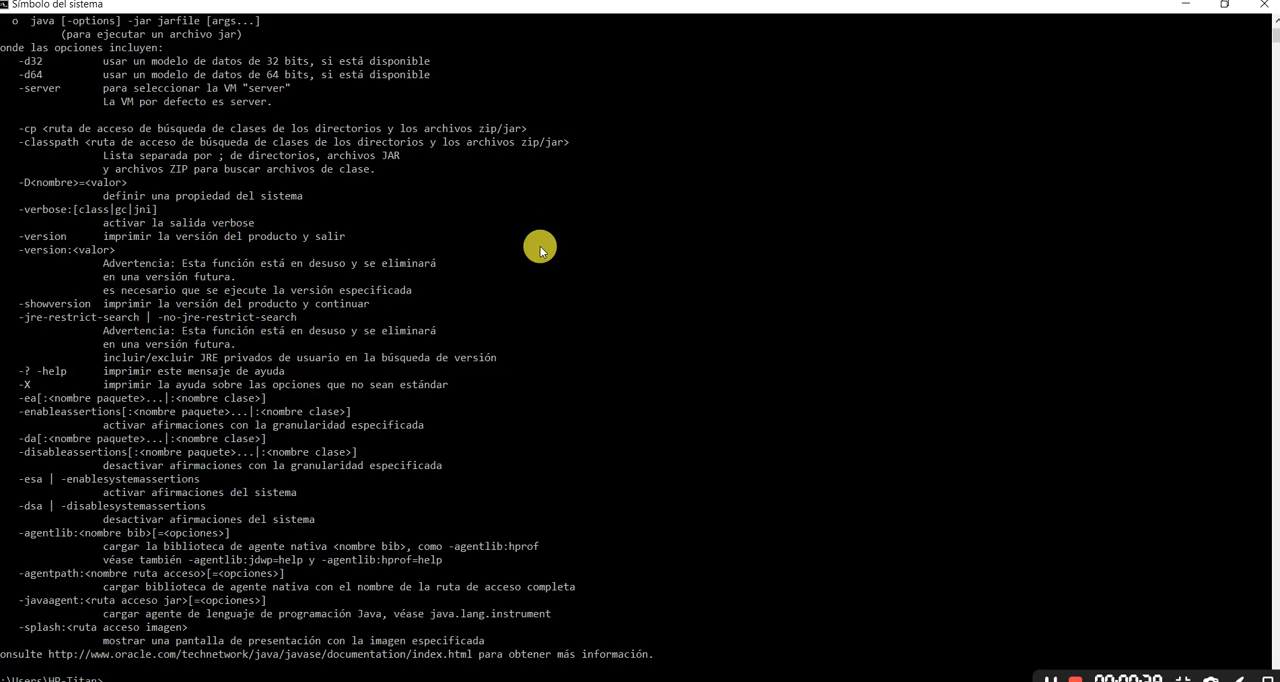 Símbolo del sistema
o java [-options] -jar jarfile [args...]
(para ejecutar un archivo jar)
onde las opciones incluyen:
-d32 usar un modelo de datos de 32 bits, si está disponible
-d64 usar un modelo de datos de 64 bits, si está disponible
-server para seleccionar la VM "server"
La VM por defecto es server.
-cp <ruta de acceso de búsqueda de clases de los directorios y los archivos zip/jar>
-classpath <ruta de acceso de búsqueda de clases de los directorios y los archivos zip/jar>
Lista separada por ; de directorios, archivos JAR
y archivos ZIP para buscar archivos de clase.
-D<nombre>=<valor>
definir una propiedad del sistema
-verbose:[class|gc|jni]
activar la salida verbose
-version imprimir la versión del producto y salir
-version:<valor>
Advertencia: Esta función está en desuso y se eliminará
en una versión futura.
es necesario que se ejecute la versión especificada
-showversion imprimir la versión del producto y continuar
-jre-restrict-search | -no-jre-restrict-search
Advertencia: Esta función está en desuso y se eliminará
en una versión futura.
incluir/excluir JRE privados de usuario en la búsqueda de versión
-? -help imprimir este mensaje de ayuda
-X imprimir la ayuda sobre las opciones que no sean estándar
-ea[:<nombre paquete>...|:<nombre clase>]
-enableassertions[:<nombre paquete>...|:<nombre clase>]
activar afirmaciones con la granularidad especificada
-da[:<nombre paquete>...|:<nombre clase>]
-disableassertions[:<nombre paquete>...|:<nombre clase>]
desactivar afirmaciones con la granularidad especificada
-esa | -enablesystemassertions
activar afirmaciones del sistema
-dsa | -disablesystemassertions
desactivar afirmaciones del sistema
-agentlib:<nombre bib>[=<opciones>]
cargar la biblioteca de agente nativa <nombre bib>, como -agentlib:hprof
véase también -agentlib:jdwp=help y -agentlib:hprof=help
-agentpath:<nombre ruta acceso>[=<opciones>]
cargar biblioteca de agente nativa con el nombre de la ruta de acceso completa
-javaagent:<ruta acceso jar>[=<opciones>]
cargar agente de lenguaje de programación Java, véase java.lang.instrument
-splash:<ruta acceso imagen>
mostrar una pantalla de presentación con la imagen especificada
onsulte http://www.oracle.com/technetwork/java/javase/documentation/index.html para obtener más información.
:\Users\HP-Titan>
00:00:39